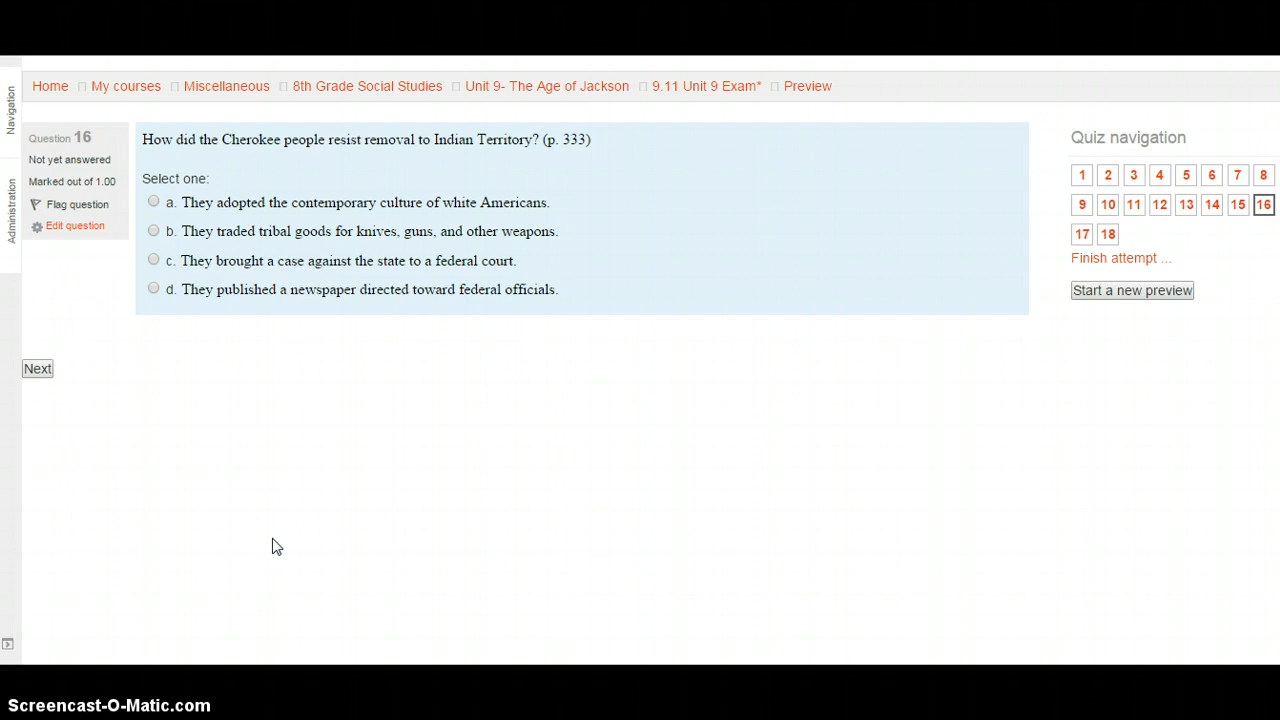 Home My courses Miscellaneous 8th Grade Social Studies Unit 9- The Age of Jackson 9.11 Unit 9 Exam* Preview
Navigation
Administration
Question 16
Not yet answered
Marked out of 1.00
Flag question
Edit question
How did the Cherokee people resist removal to Indian Territory? (p. 333)
Select one:
a. They adopted the contemporary culture of white Americans.
b. They traded tribal goods for knives, guns, and other weapons.
c. They brought a case against the state to a federal court.
d. They published a newspaper directed toward federal officials.
Next
Quiz navigation
1 2 3 4 5 6 7 8
9 10 11 12 13 14 15 16
17 18
Finish attempt ...
Start a new preview
Screencast-O-Matic.com